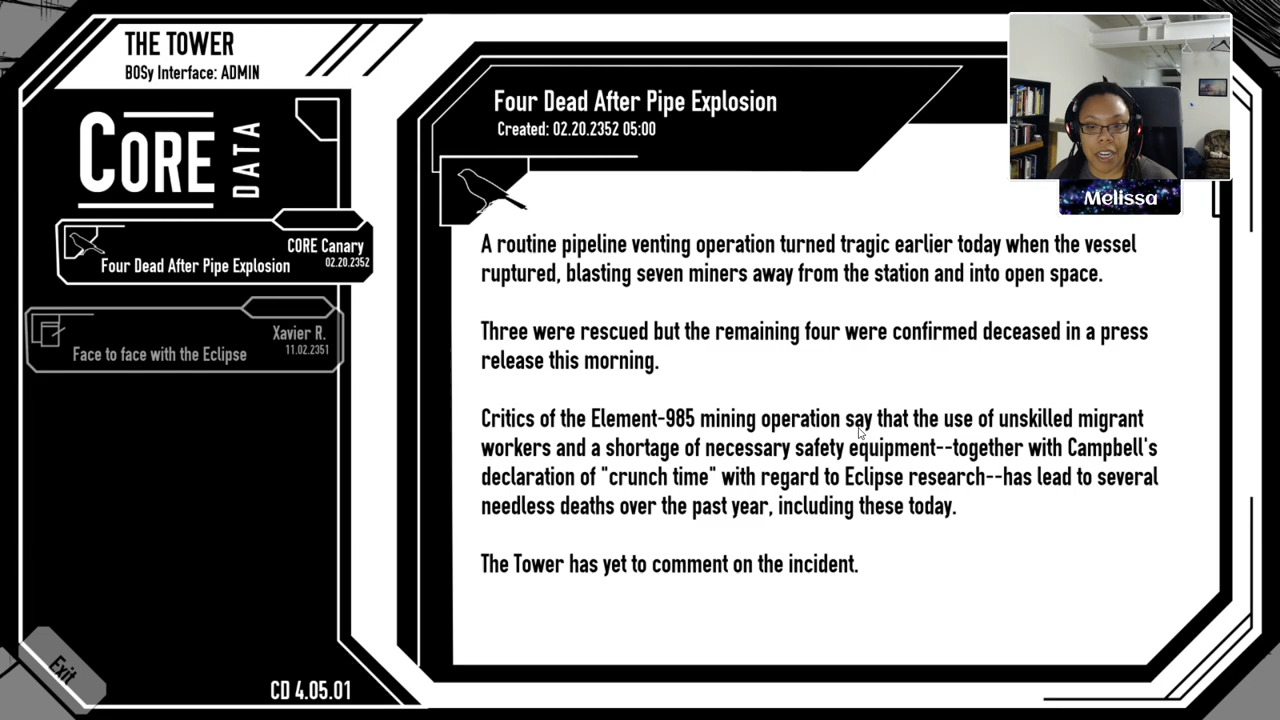 THE TOWER
BOSy Interface: ADMIN
CORE
DATA
CORE Canary
Four Dead After Pipe Explosion
02.20.2352
Xavier R.
Face to face with the Eclipse
11.02.2351
Exit
CD 4.05.01
Four Dead After Pipe Explosion
Created: 02.20.2352 05:00
A routine pipeline venting operation turned tragic earlier today when the vessel
ruptured, blasting seven miners away from the station and into open space.
Three were rescued but the remaining four were confirmed deceased in a press
release this morning.
Critics of the Element-985 mining operation say that the use of unskilled migrant
workers and a shortage of necessary safety equipment--together with Campbell's
declaration of "crunch time" with regard to Eclipse research--has lead to several
needless deaths over the past year, including these today.
The Tower has yet to comment on the incident.
Melissa